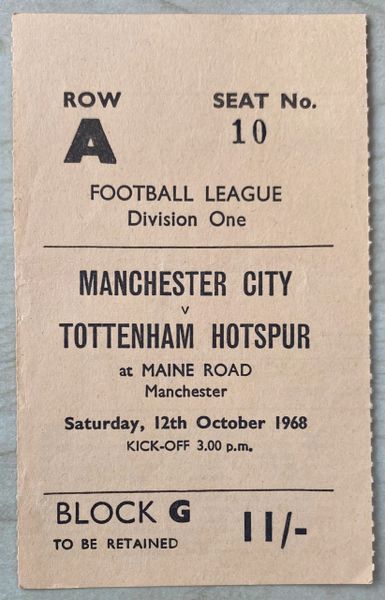 ROW SEAT No.
A 10
FOOTBALL LEAGUE
Division One
MANCHESTER CITY
v
TOTTENHAM HOTSPUR
at MAINE ROAD
Manchester
Saturday, 12th October 1968
KICK-OFF 3.00 p.m.
BLOCK G 11/-
TO BE RETAINED